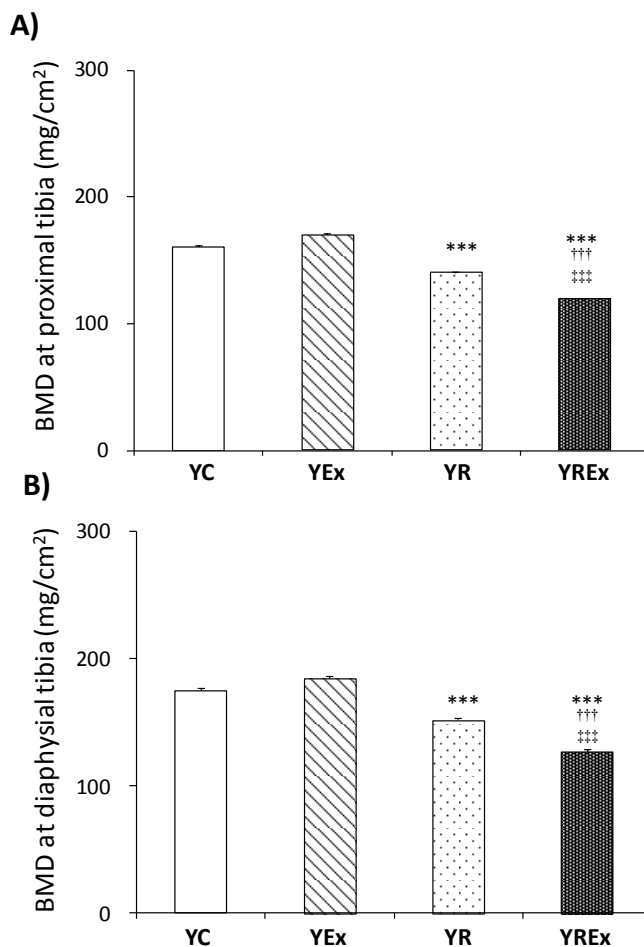 A)
BMD at proximal tibia (mg/cm²)
300
200
100
0
***
***
†††
‡‡‡
YC YEx YR YREx
B)
BMD at diaphysial tibia (mg/cm²)
300
200
100
0
***
***
†††
‡‡‡
YC YEx YR YREx